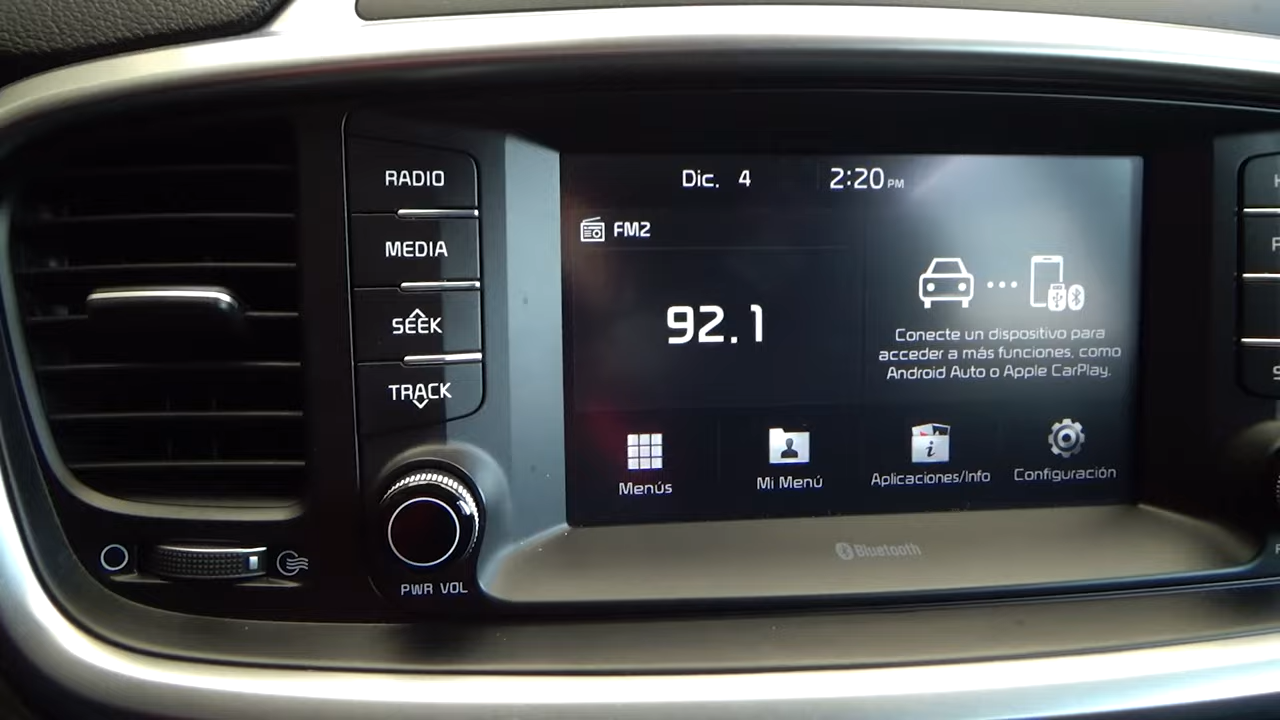 RADIO
MEDIA
SEEK
TRACK
PWR VOL
Dic. 4
2:20 PM
FM2
92.1
Conecte un dispositivo para
acceder a más funciones, como
Android Auto o Apple CarPlay.
Menús
Mi Menú
Aplicaciones/Info
Configuración
Bluetooth